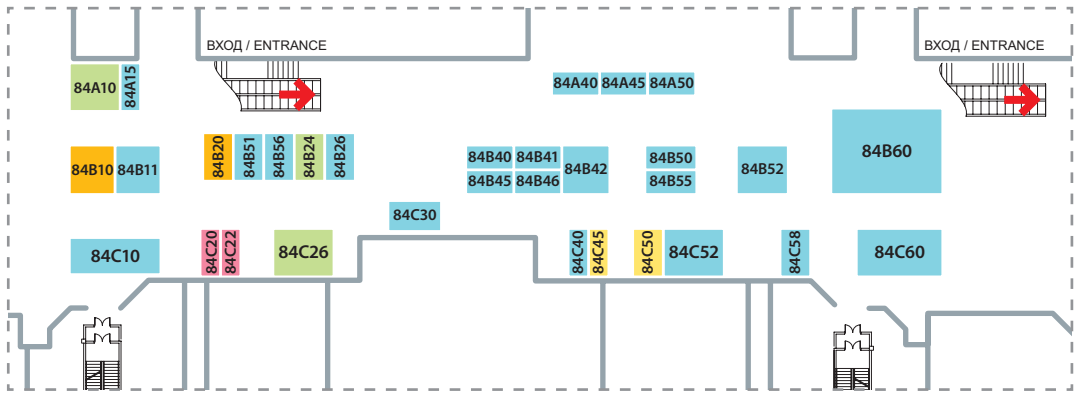 ВХОД / ENTRANCE
ВХОД / ENTRANCE
84A10
84A15
84A40
84A45
84A50
84B10
84B11
84B20
84B51
84B56
84B24
84B26
84B40
84B41
84B45
84B46
84B42
84B50
84B55
84B52
84B60
84C10
84C20
84C22
84C26
84C30
84C40
84C45
84C50
84C52
84C58
84C60